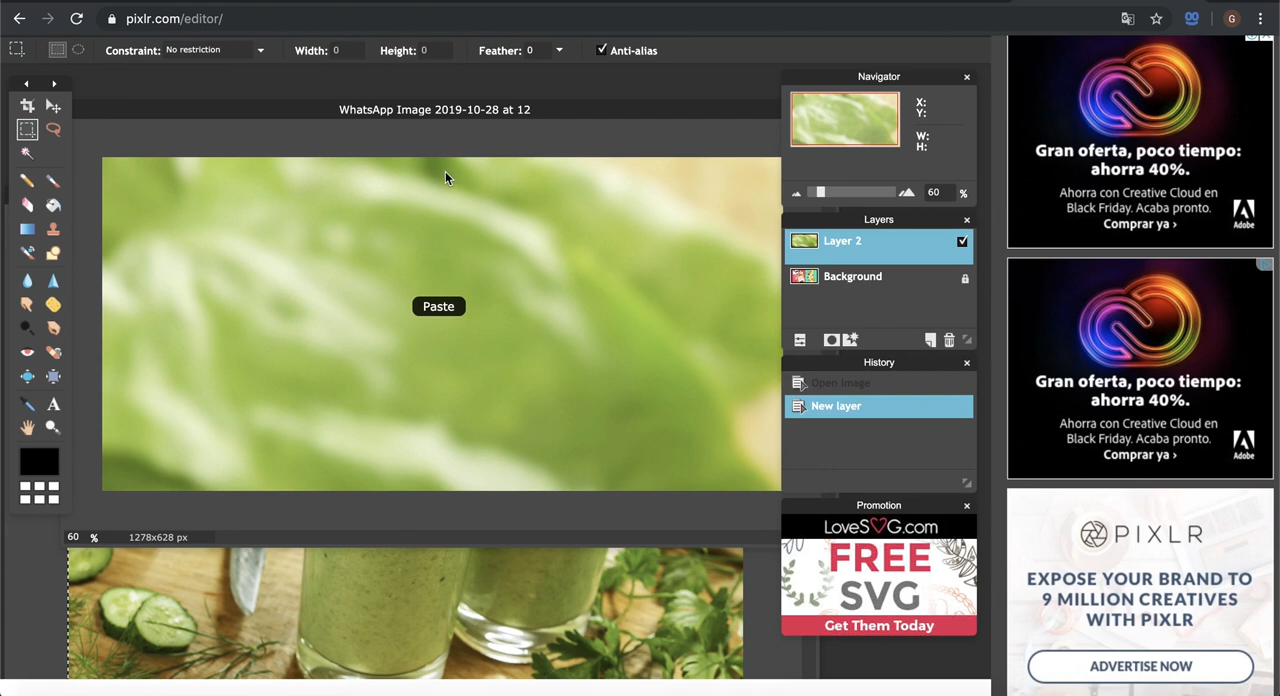 pixlr.com/editor/
G
Constraint: No restriction
Width: 0
Height: 0
Feather: 0
Anti-alias
WhatsApp Image 2019-10-28 at 12
Paste
A
60 %
1278x628 px
Navigator
X:
Y:
W:
H:
60 %
Layers
Layer 2
Background
History
Open image
New layer
Promotion
LoveSVG.com
FREE
SVG
Get Them Today
Gran oferta, poco tiempo:
ahorra 40%.
Ahorra con Creative Cloud en
Black Friday. Acaba pronto.
Comprar ya ›
Adobe
Gran oferta, poco tiempo:
ahorra 40%.
Ahorra con Creative Cloud en
Black Friday. Acaba pronto.
Comprar ya ›
Adobe
PIXLR
EXPOSE YOUR BRAND TO
9 MILLION CREATIVES
WITH PIXLR
ADVERTISE NOW